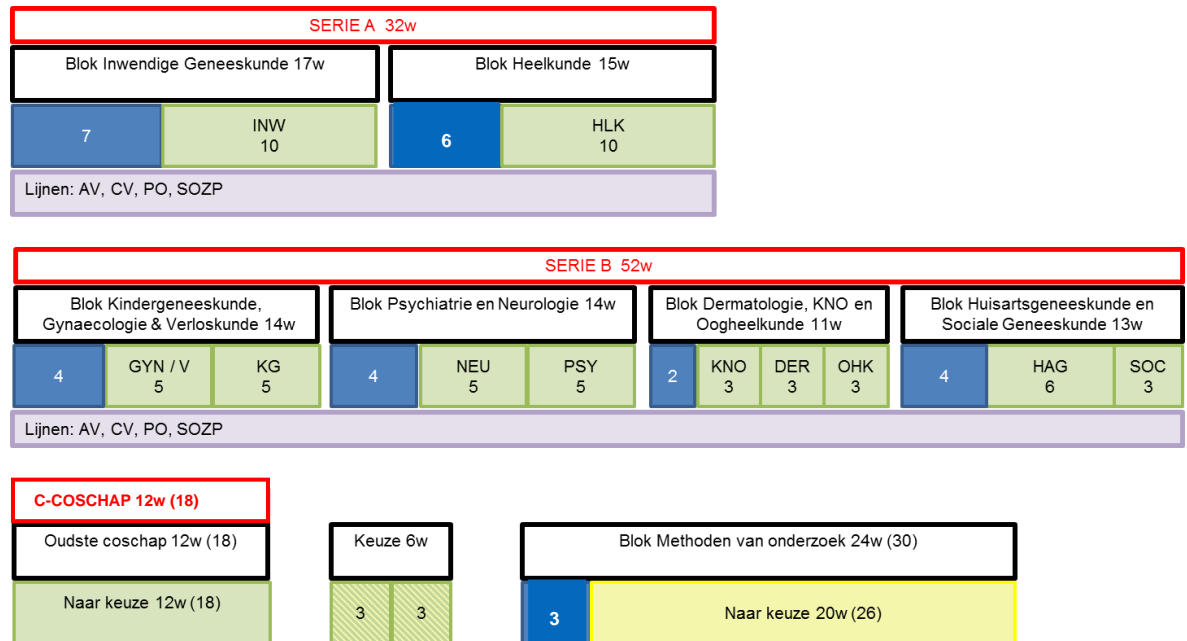 SERIE A 32w
Blok Inwendige Geneeskunde 17w
Blok Heelkunde 15w
7
INW
10
6
HLK
10
Lijnen: AV, CV, PO, SOZP
SERIE B 52w
Blok Kindergeneeskunde,
Gynaecologie & Verloskunde 14w
Blok Psychiatrie en Neurologie 14w
Blok Dermatologie, KNO en
Oogheelkunde 11w
Blok Huisartsgeneeskunde en
Sociale Geneeskunde 13w
4
GYN / V
5
KG
5
4
NEU
5
PSY
5
2
KNO
3
DER
3
OHK
3
4
HAG
6
SOC
3
Lijnen: AV, CV, PO, SOZP
C-COSCHAP 12w (18)
Oudste coschap 12w (18)
Keuze 6w
Blok Methoden van onderzoek 24w (30)
Naar keuze 12w (18)
3
3
3
Naar keuze 20w (26)